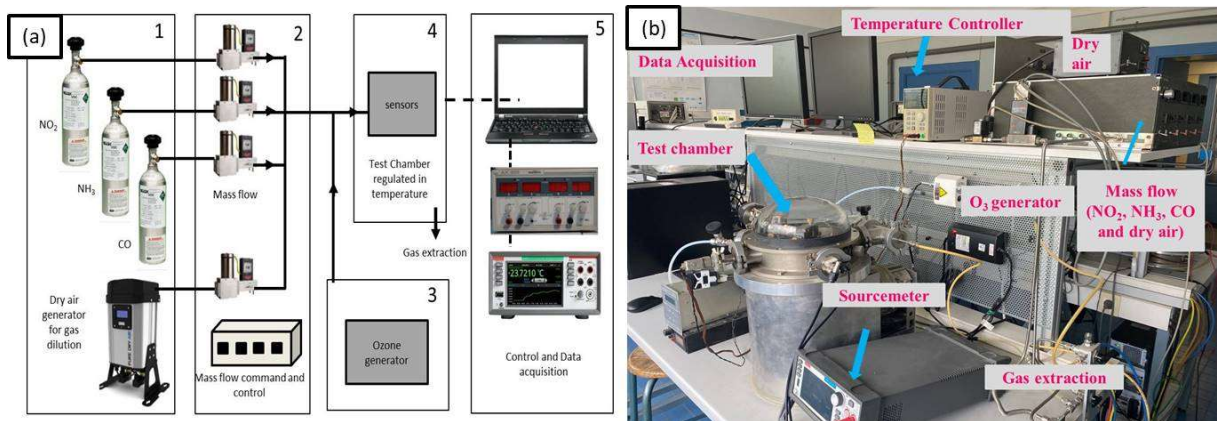 (a)
1
2
4
5
NO2
NH3
CO
Mass flow
sensors
Test Chamber
regulated in
temperature
Gas extraction
3
Dry air
generator
for gas
dilution
PURE DRY AIR
Mass flow command and
control
Ozone
generator
-23.7210 °C
Control and Data
acquisition
(b)
Temperature Controller
Dry
air
Data Acquisition
Test chamber
O3 generator
Mass flow
(NO2, NH3, CO
and dry air)
Sourcemeter
Gas extraction